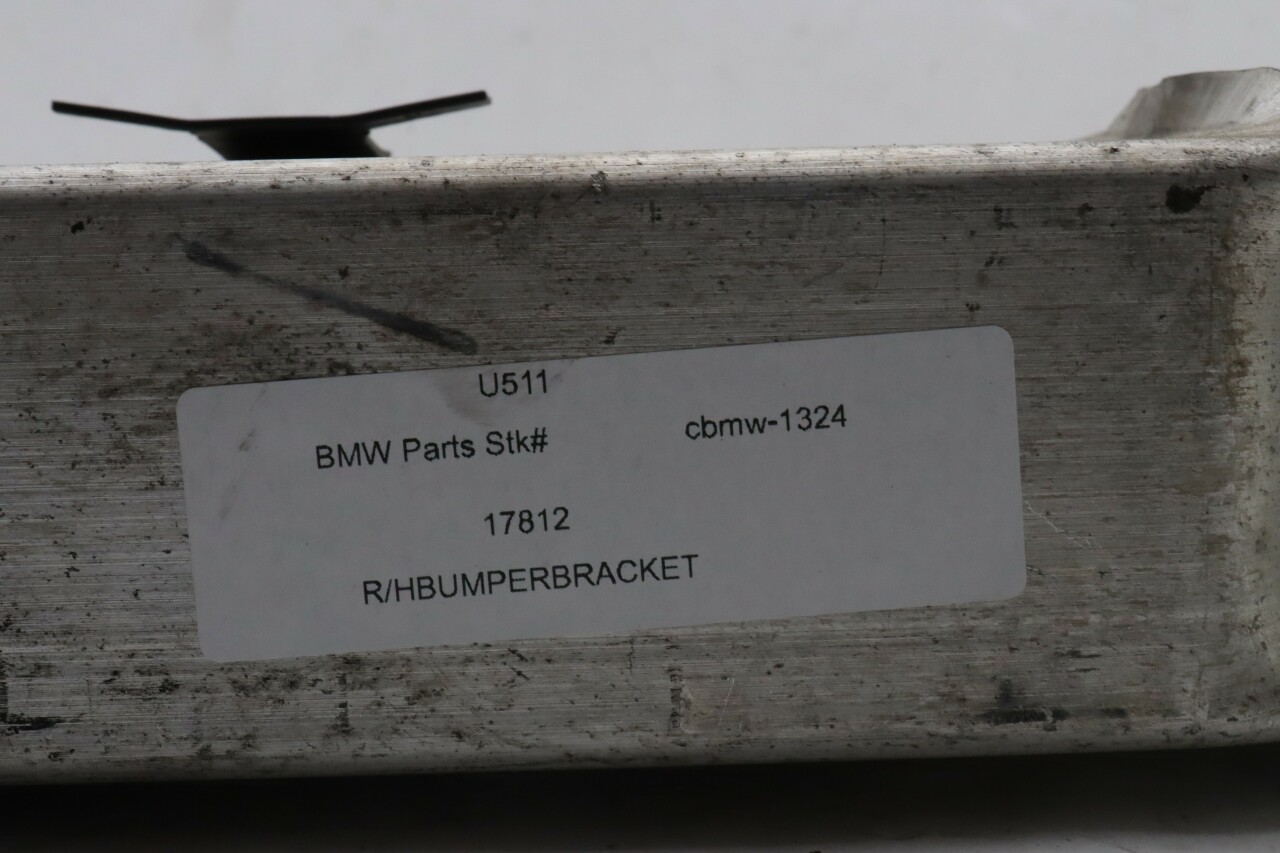 U511
BMW Parts Stk# cbmw-1324
17812
R/HBUMPERBRACKET